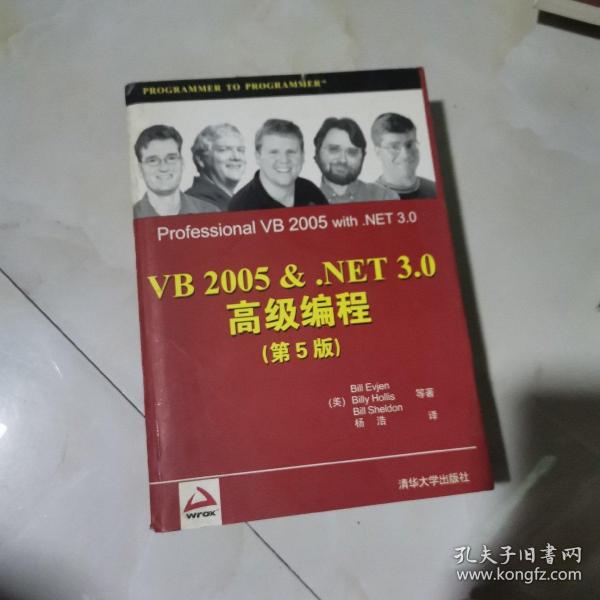 PROGRAMMER TO PROGRAMMER™
Professional VB 2005 with .NET 3.0
VB 2005 & .NET 3.0
高级编程
(第5版)
Bill Evjen
(美) Billy Hollis 等著
Bill Sheldon
杨浩 译
wrox™
清华大学出版社
孔夫子旧书网
www.kongfz.com